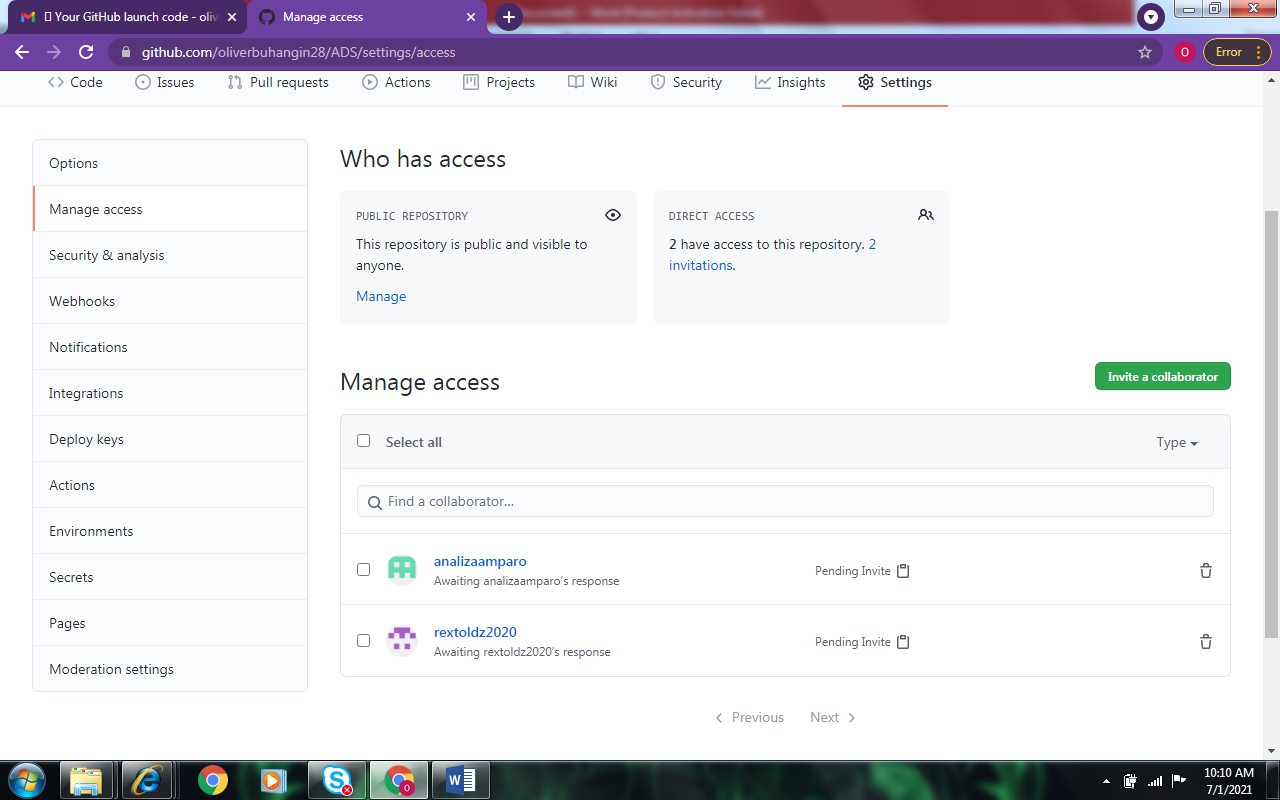 Your GitHub launch code - oliv
Manage access
github.com/oliverbuhangin28/ADS/settings/access
O
Error
Code
Issues
Pull requests
Actions
Projects
Wiki
Security
Insights
Settings
Options
Manage access
Security & analysis
Webhooks
Notifications
Integrations
Deploy keys
Actions
Environments
Secrets
Pages
Moderation settings
Who has access
PUBLIC REPOSITORY
This repository is public and visible to
anyone.
Manage
DIRECT ACCESS
2 have access to this repository. 2
invitations.
Manage access
Invite a collaborator
Select all
Type
Find a collaborator...
analizaamparo
Awaiting analizaamparo’s response
Pending Invite
rextoldz2020
Awaiting rextoldz2020’s response
Pending Invite
Previous
Next
10:10 AM
7/1/2021